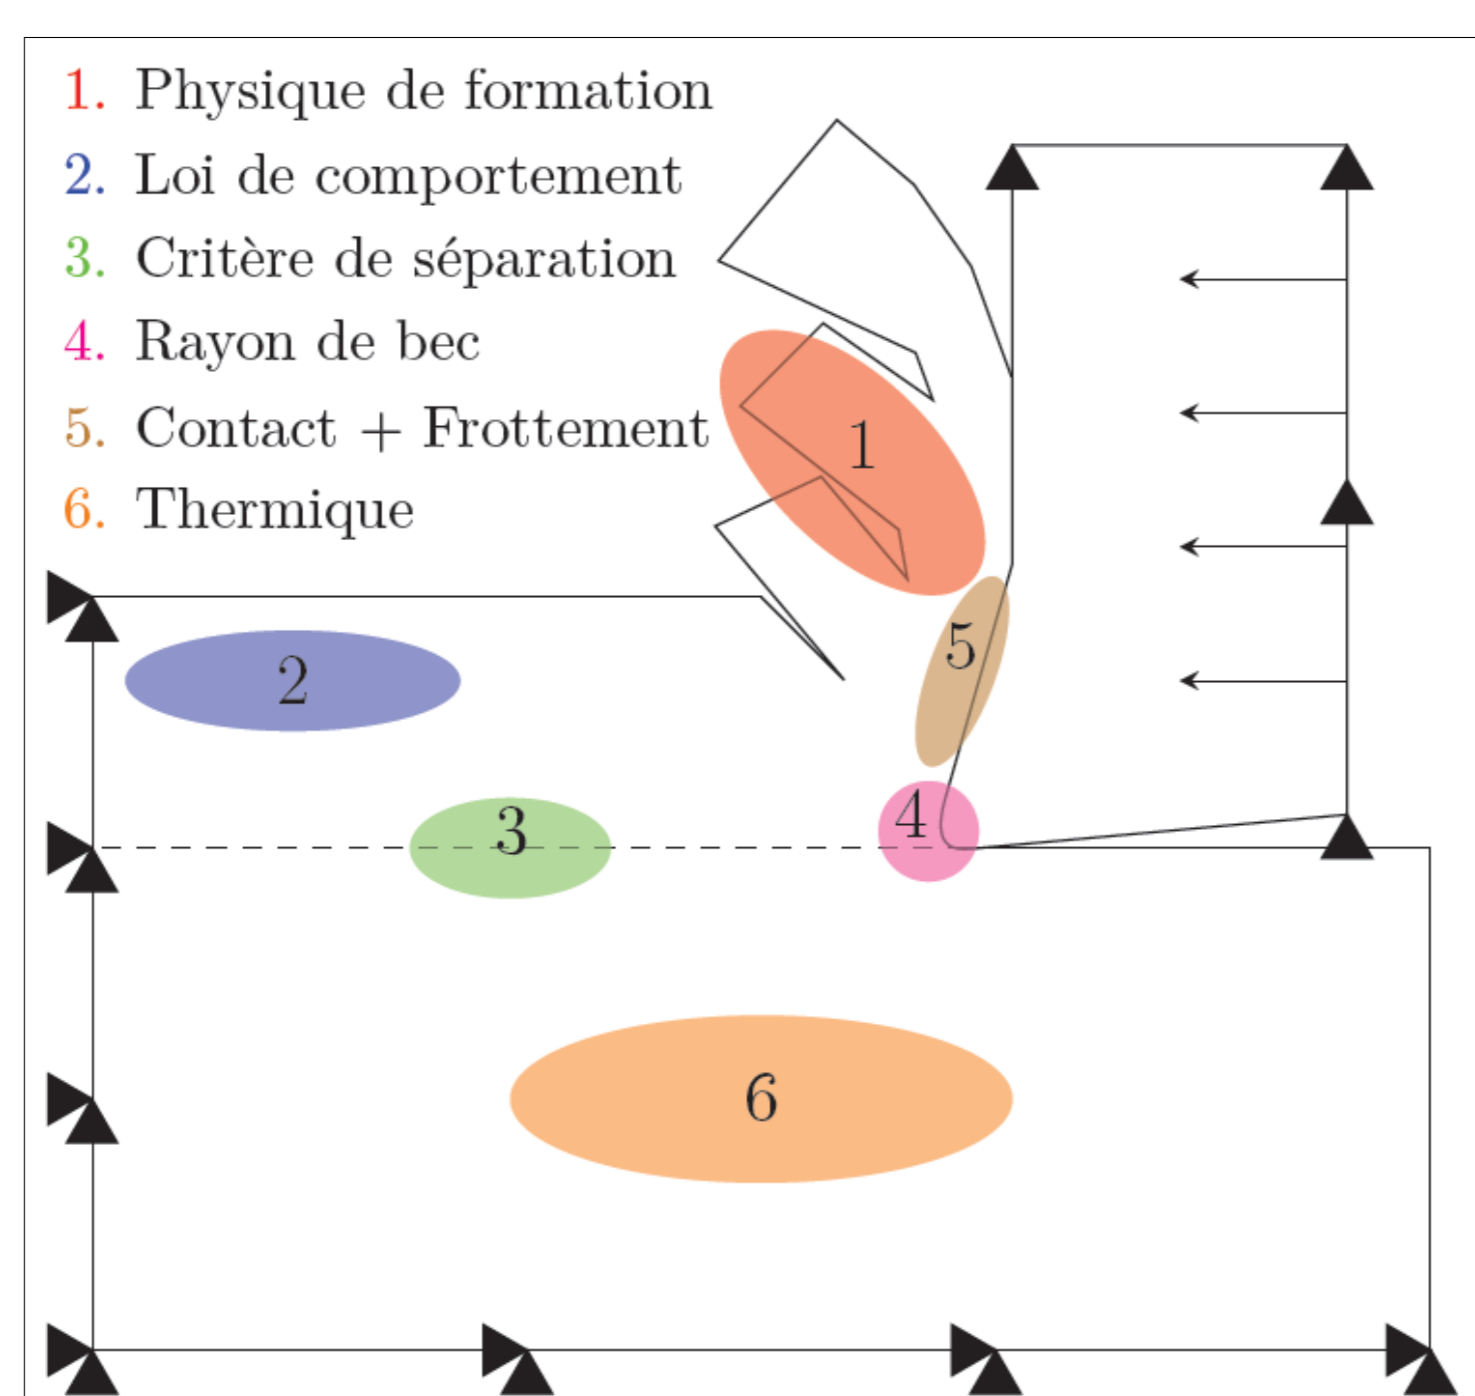 1. Physique de formation
2. Loi de comportement
3. Critère de séparation
4. Rayon de bec
5. Contact + Frottement
6. Thermique
1
5
2
4
3
6